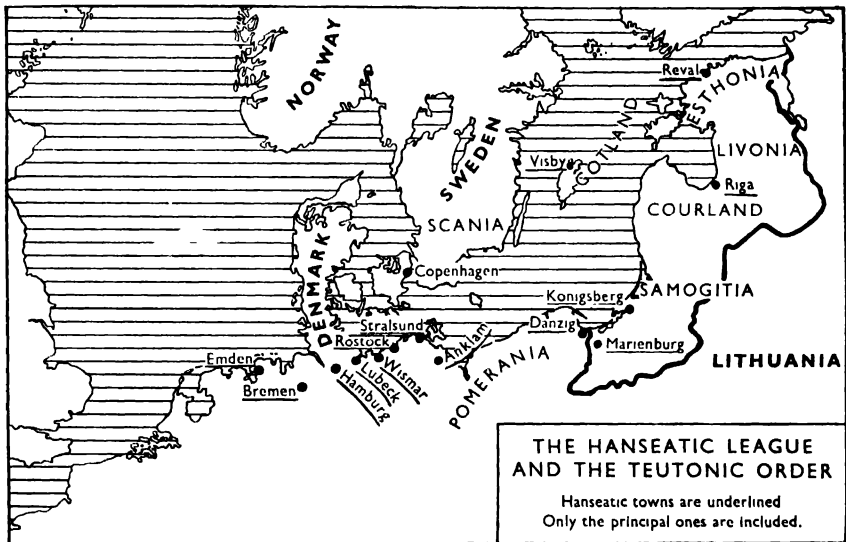 NORWAY
SWEDEN
Reval
ESTHONIA
GOTLAND
LIVONIA
Visby
Riga
COURLAND
SCANIA
DENMARK
Copenhagen
SAMOGITIA
Konigsberg
Stralsund
Danzig
Rostock
Anklam
Marienburg
POMERANIA
LITHUANIA
Emden
Wismar
Lubeck
Bremen
Hamburg
THE HANSEATIC LEAGUE
AND THE TEUTONIC ORDER
Hanseatic towns are underlined
Only the principal ones are included.